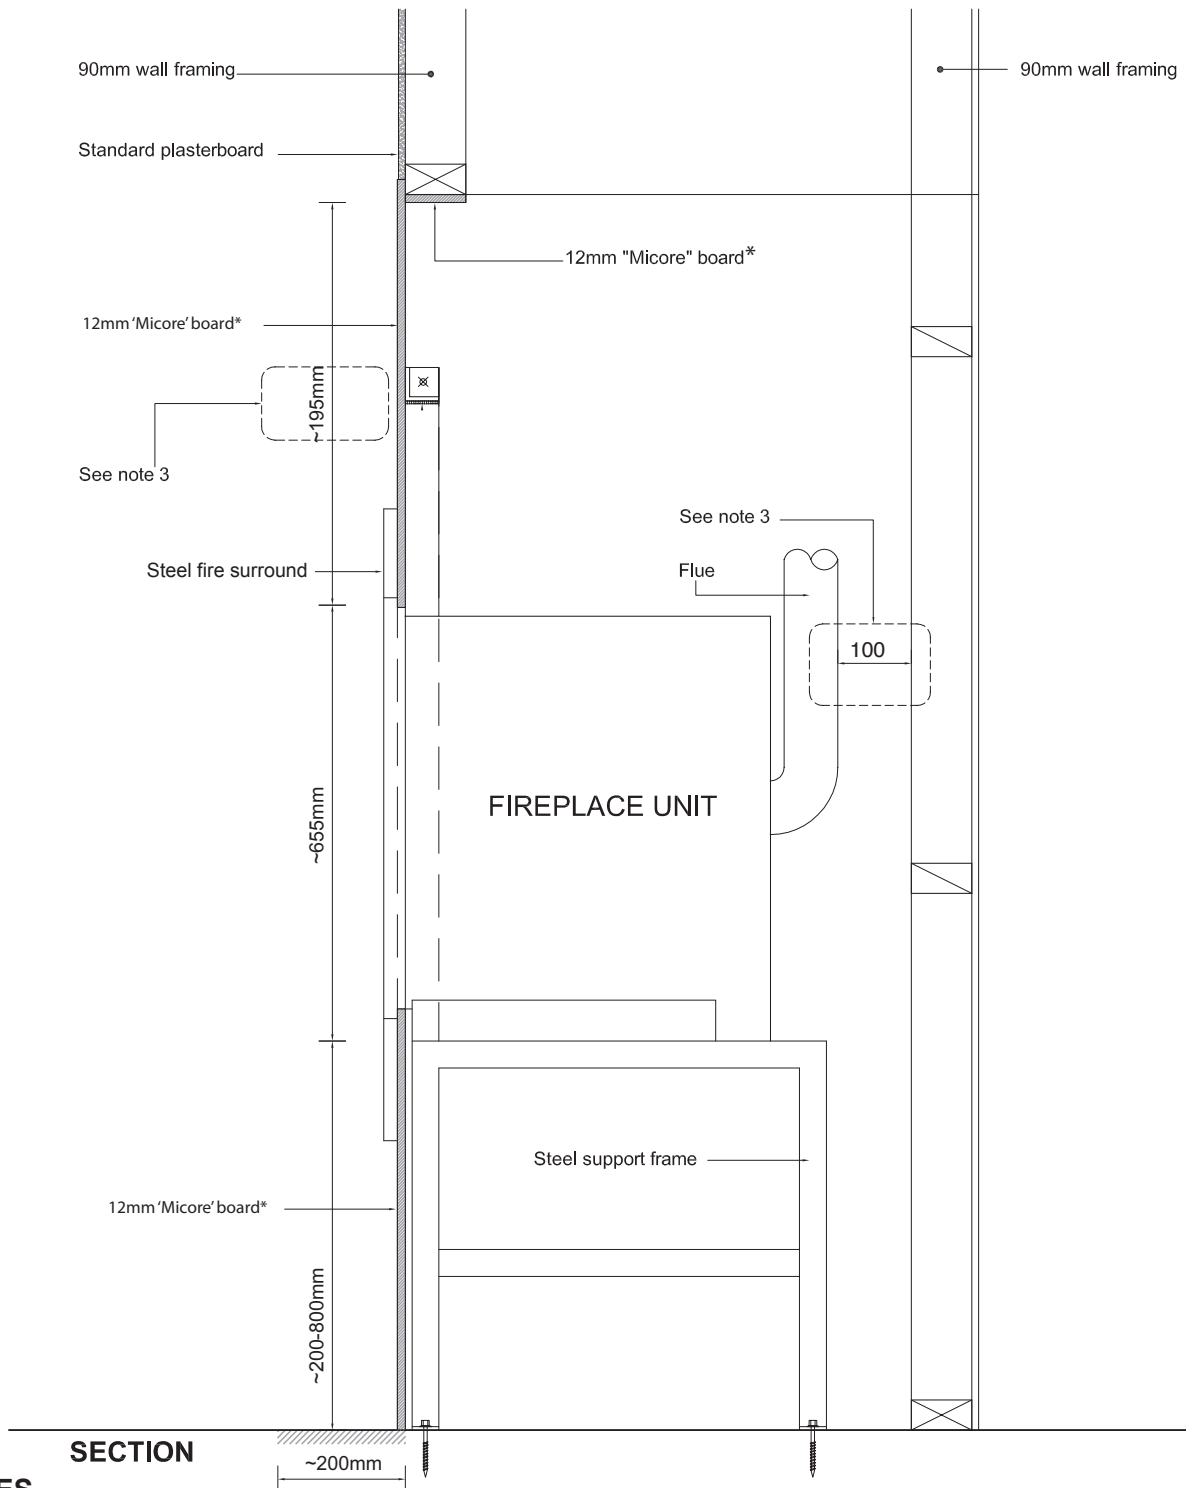 90mm wall framing
90mm wall framing
Standard plasterboard
12mm "Micore" board*
12mm ‘Micore’ board*
~195mm
See note 3
See note 3
Steel fire surround
Flue
100
FIREPLACE UNIT
~655mm
Steel support frame
12mm ‘Micore’ board*
~200-800mm
SECTION
~200mm